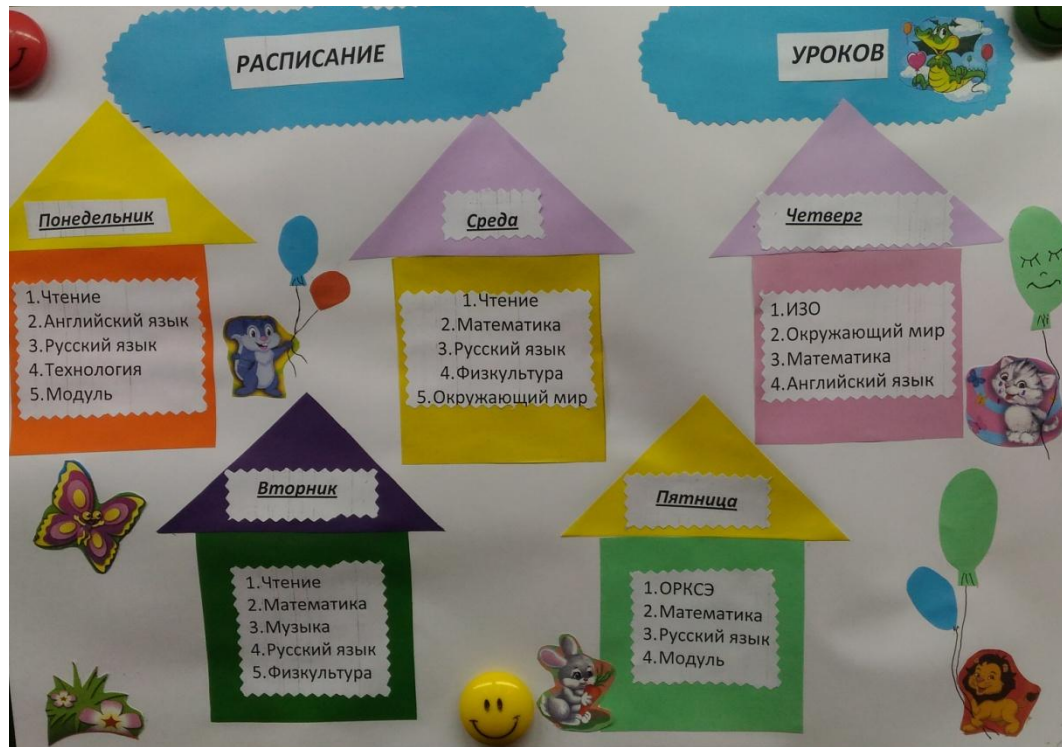 РАСПИСАНИЕ
УРОКОВ
Понедельник
1.Чтение
2.Английский язык
3.Русский язык
4.Технология
5.Модуль
Вторник
1.Чтение
2.Математика
3.Музыка
4.Русский язык
5.Физкультура
Среда
1.Чтение
2.Математика
3.Русский язык
4.Физкультура
5.Окружающий мир
Четверг
1.ИЗО
2.Окружающий мир
3.Математика
4.Английский язык
Пятница
1.ОРКСЭ
2.Математика
3.Русский язык
4.Модуль